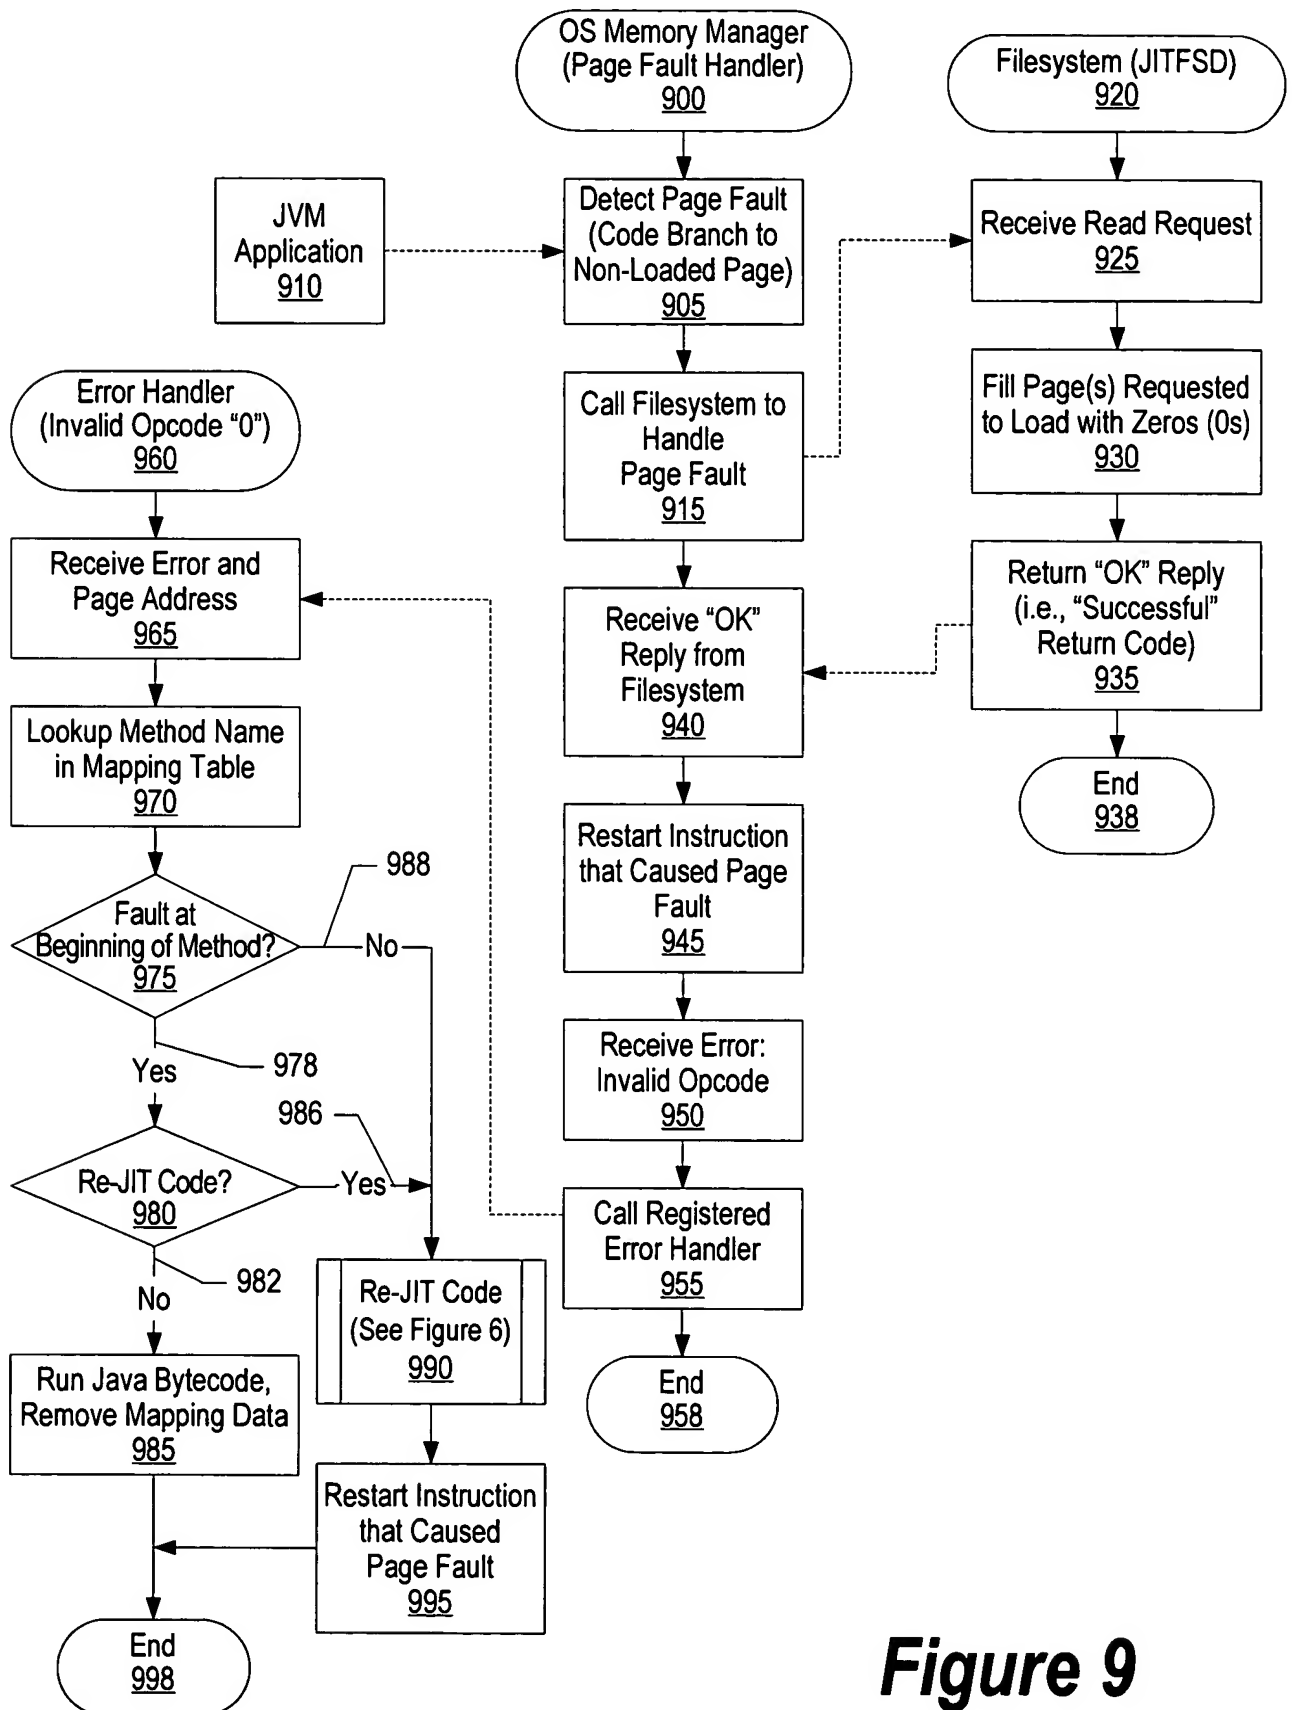 OS Memory Manager
(Page Fault Handler)
900
Filesystem (JITFSD)
920
JVM
Application
910
Detect Page Fault
(Code Branch to
Non-Loaded Page)
905
Receive Read Request
925
Error Handler
(Invalid Opcode “0”)
960
Call Filesystem to
Handle
Page Fault
915
Fill Page(s) Requested
to Load with Zeros (0s)
930
Receive Error and
Page Address
965
Receive “OK”
Reply from
Filesystem
940
Return “OK” Reply
(i.e., “Successful”
Return Code)
935
Lookup Method Name
in Mapping Table
970
End
938
Restart Instruction
that Caused Page
Fault
945
988
Fault at
Beginning of Method?
975
No
978
Yes
Receive Error:
Invalid Opcode
950
986
Re-JIT Code?
980
Yes
Call Registered
Error Handler
955
982
No
Re-JIT Code
(See Figure 6)
990
End
958
Run Java Bytecode,
Remove Mapping Data
985
Restart Instruction
that Caused
Page Fault
995
End
998
Figure 9